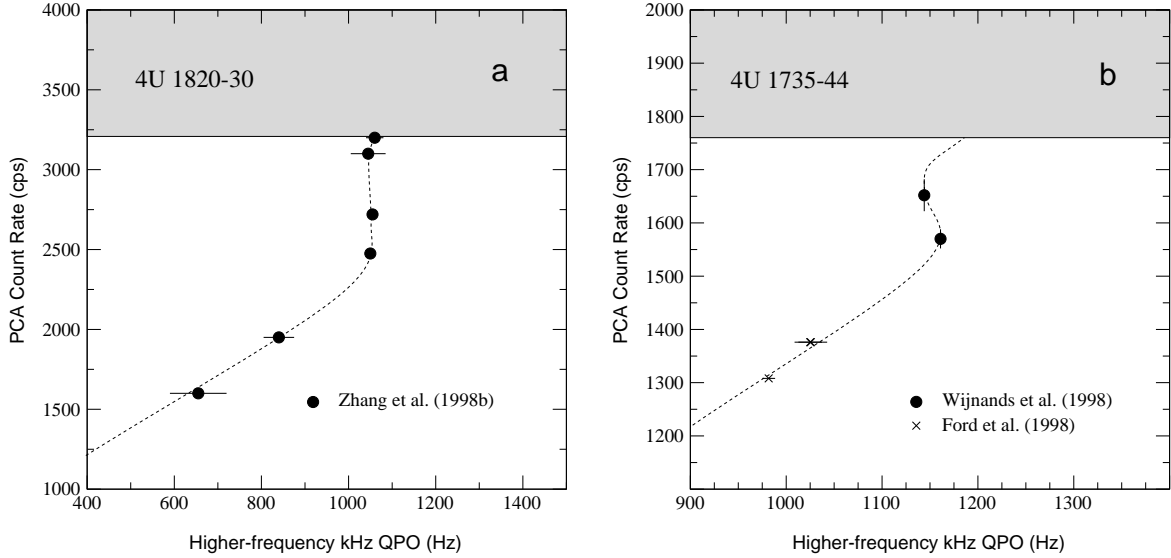 4000
3500
3000
2500
2000
1500
1000
PCA Count Rate (cps)
4U 1820-30
a
Zhang et al. (1998b)
400 600 800 1000 1200 1400
Higher-frequency kHz QPO (Hz)
2000
1900
1800
1700
1600
1500
1400
1300
1200
PCA Count Rate (cps)
4U 1735-44
b
Wijnands et al. (1998)
Ford et al. (1998)
900 1000 1100 1200 1300
Higher-frequency kHz QPO (Hz)